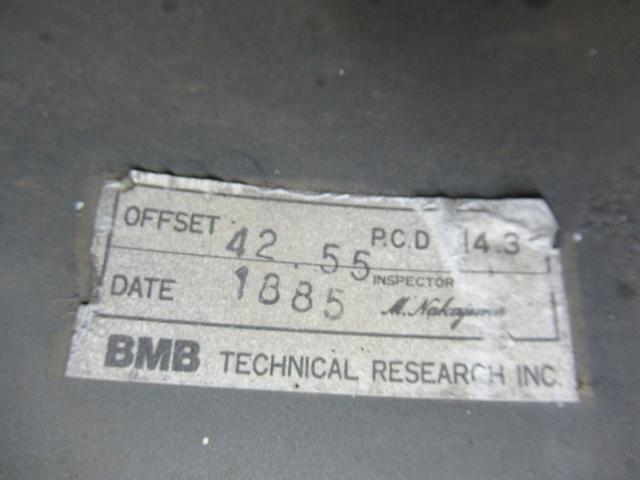 OFFSET 42.55 P.C.D 14.3
DATE 1885 INSPECTOR M. Nakajima
BMB TECHNICAL RESEARCH INC.